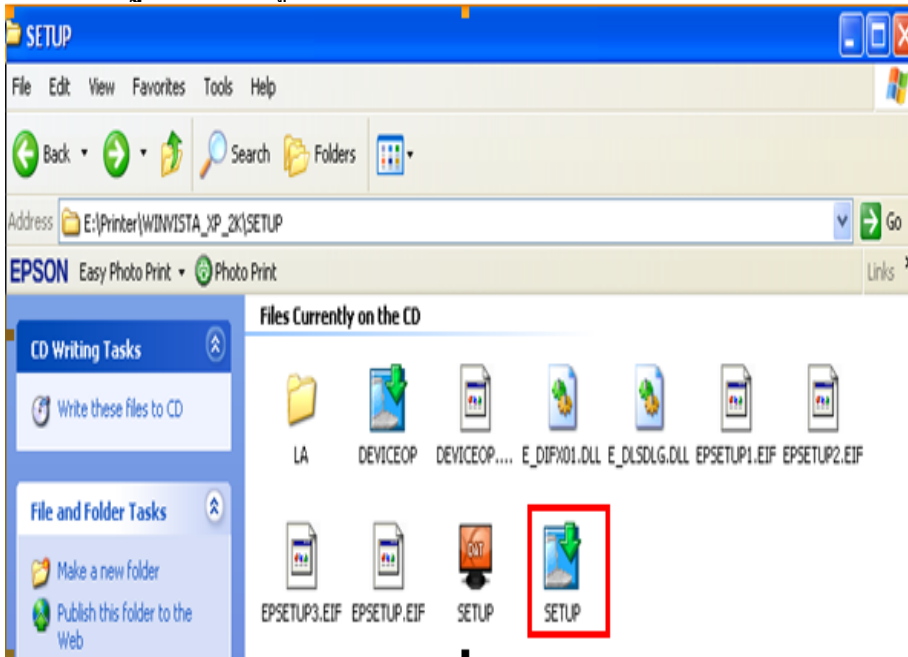 SETUP
File Edit View Favorites Tools Help
Back Search Folders
Address E:\Printer\WINVISTA_XP_2K\SETUP Go
EPSON Easy Photo Print Photo Print Links
Files Currently on the CD
CD Writing Tasks
Write these files to CD
LA DEVICEOP DEVICEOP.... E_DIFX01.DLL E_DLSDLG.DLL EPSETUP1.EIF EPSETUP2.EIF
File and Folder Tasks
Make a new folder
Publish this folder to the
Web
EPSETUP3.EIF EPSETUP.EIF SETUP SETUP